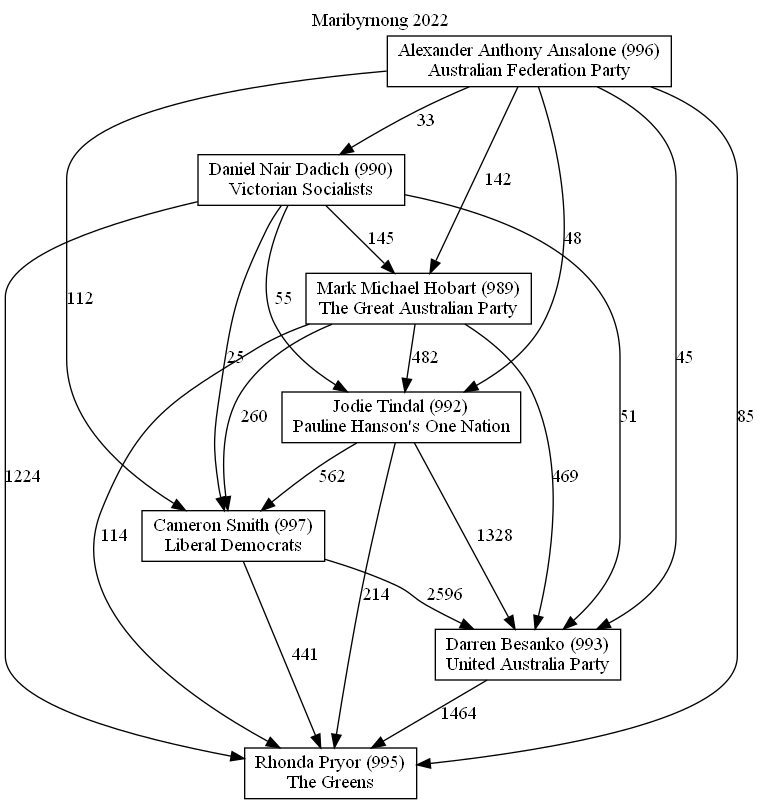 Maribyrnong 2022
Alexander Anthony Ansalone (996)
Australian Federation Party
33
Daniel Nair Dadich (990)
Victorian Socialists
142
145
48
112
Mark Michael Hobart (989)
The Great Australian Party
55
25
482
45
Jodie Tindal (992)
Pauline Hanson's One Nation
260
51
85
1224
562
469
Cameron Smith (997)
Liberal Democrats
114
1328
214
2596
Darren Besanko (993)
United Australia Party
441
1464
Rhonda Pryor (995)
The Greens